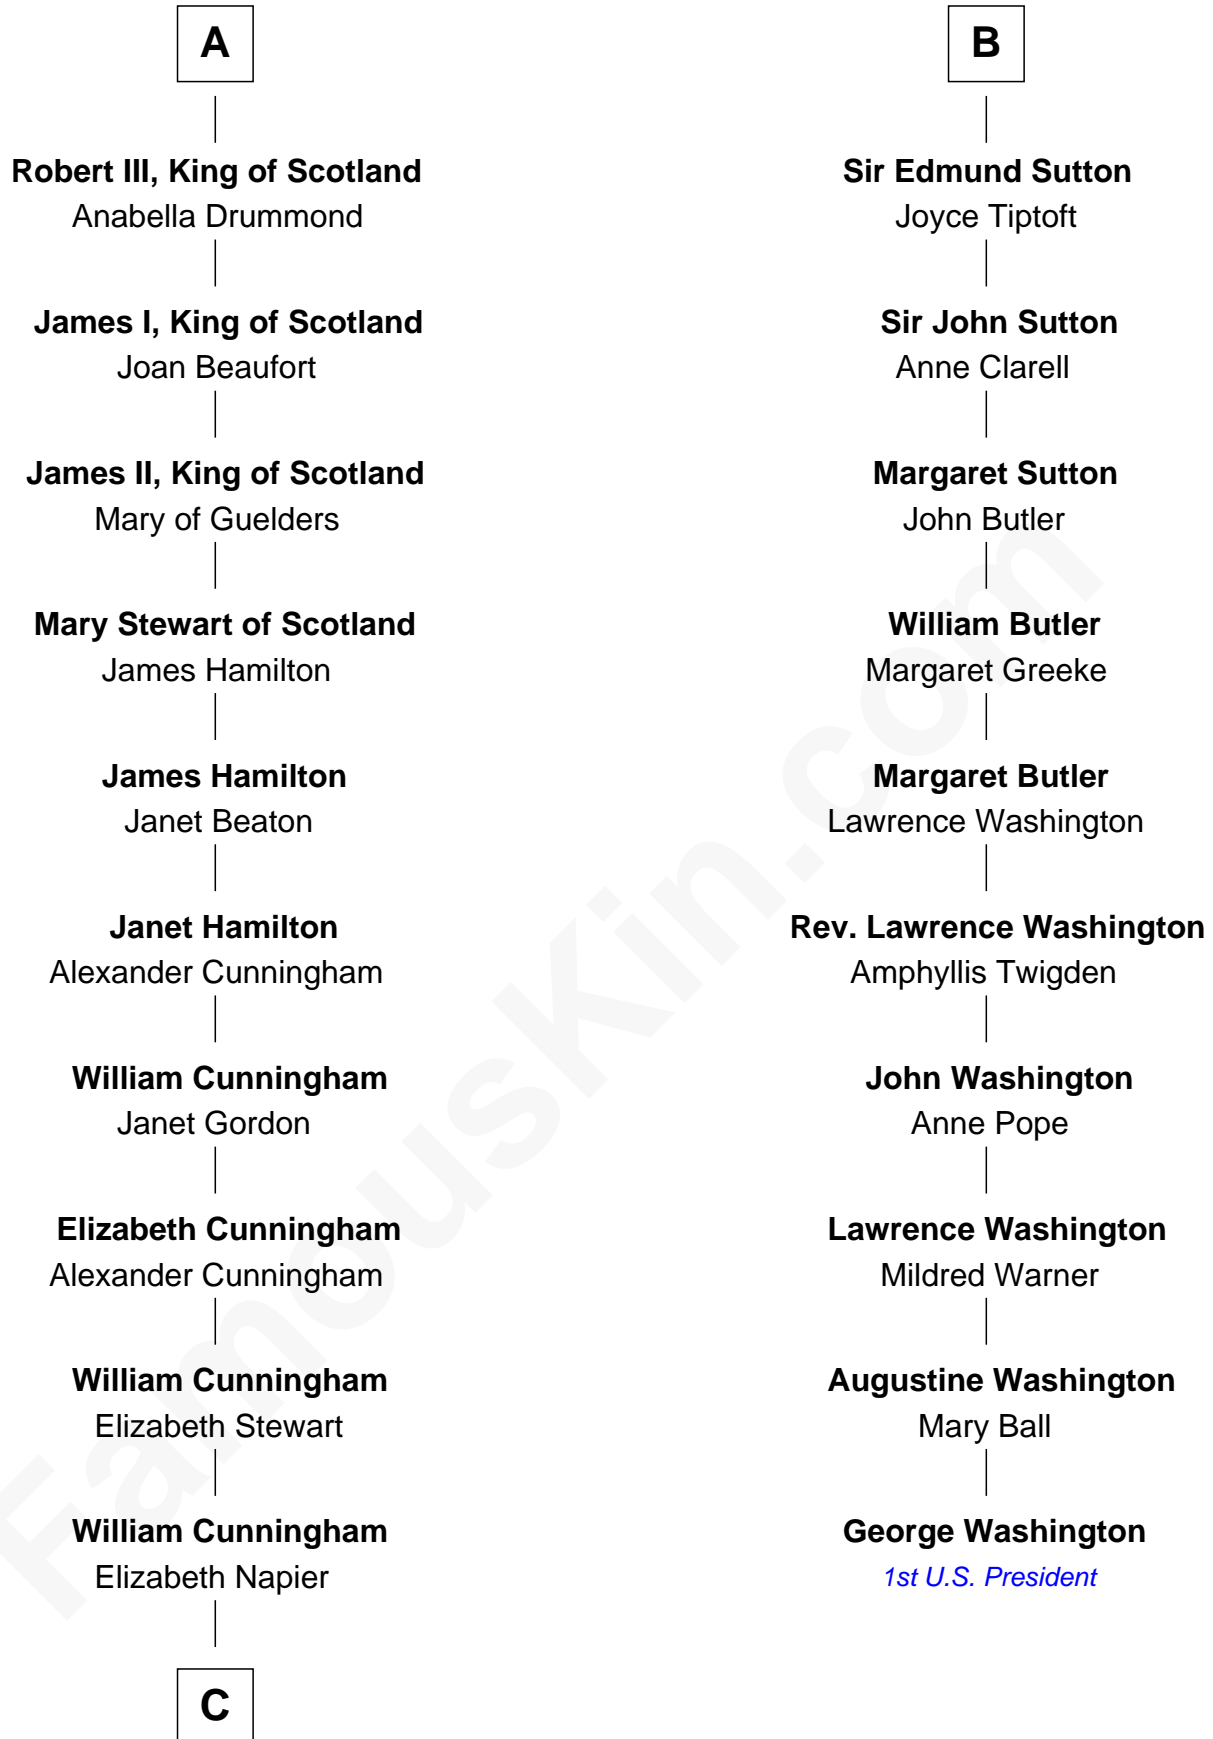 A
Robert III, King of Scotland
Anabella Drummond
James I, King of Scotland
Joan Beaufort
James II, King of Scotland
Mary of Guelders
Mary Stewart of Scotland
James Hamilton
James Hamilton
Janet Beaton
Janet Hamilton
Alexander Cunningham
William Cunningham
Janet Gordon
Elizabeth Cunningham
Alexander Cunningham
William Cunningham
Elizabeth Stewart
William Cunningham
Elizabeth Napier
C
B
Sir Edmund Sutton
Joyce Tiptoft
Sir John Sutton
Anne Clarell
Margaret Sutton
John Butler
William Butler
Margaret Greeke
Margaret Butler
Lawrence Washington
Rev. Lawrence Washington
Amphyllis Twigden
John Washington
Anne Pope
Lawrence Washington
Mildred Warner
Augustine Washington
Mary Ball
George Washington
1st U.S. President
FamousKin.com